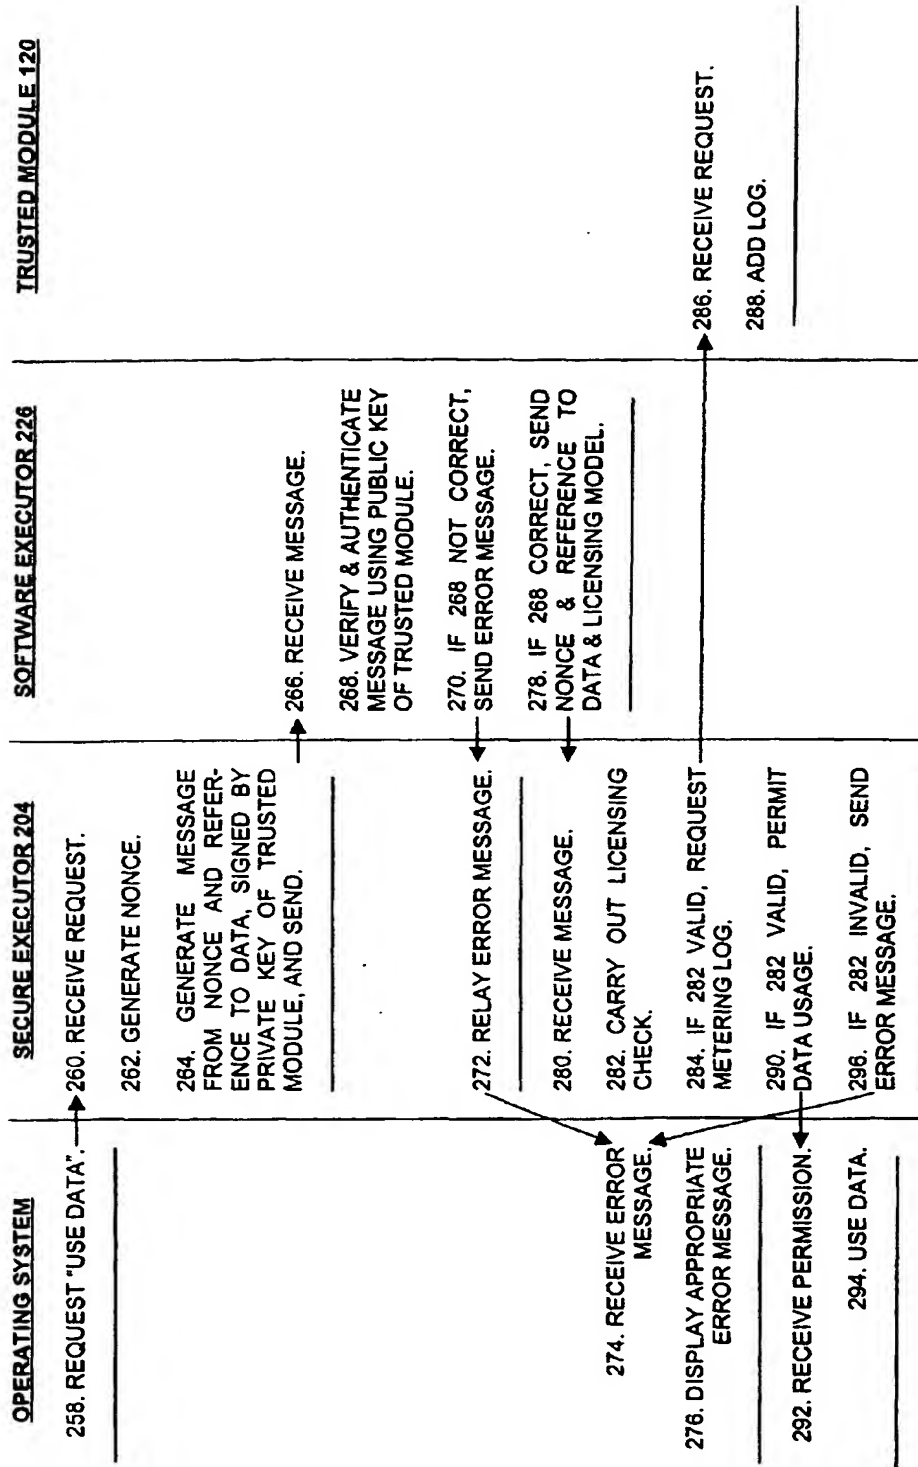 OPERATING SYSTEM
258. REQUEST "USE DATA".
274. RECEIVE ERROR
MESSAGE.
276. DISPLAY APPROPRIATE
ERROR MESSAGE.
292. RECEIVE PERMISSION.
294. USE DATA.
SECURE EXECUTOR 204
260. RECEIVE REQUEST.
262. GENERATE NONCE.
264. GENERATE MESSAGE
FROM NONCE AND REFER-
ENCE TO DATA, SIGNED BY
PRIVATE KEY OF TRUSTED
MODULE, AND SEND.
272. RELAY ERROR MESSAGE.
280. RECEIVE MESSAGE.
282. CARRY OUT LICENSING
CHECK.
284. IF 282 VALID, REQUEST
METERING LOG.
290. IF 282 VALID, PERMIT
DATA USAGE.
296. IF 282 INVALID, SEND
ERROR MESSAGE.
SOFTWARE EXECUTOR 226
266. RECEIVE MESSAGE.
268. VERIFY & AUTHENTICATE
MESSAGE USING PUBLIC KEY
OF TRUSTED MODULE.
270. IF 268 NOT CORRECT,
SEND ERROR MESSAGE.
278. IF 268 CORRECT, SEND
NONCE & REFERENCE TO
DATA & LICENSING MODEL.
TRUSTED MODULE 120
286. RECEIVE REQUEST.
288. ADD LOG.